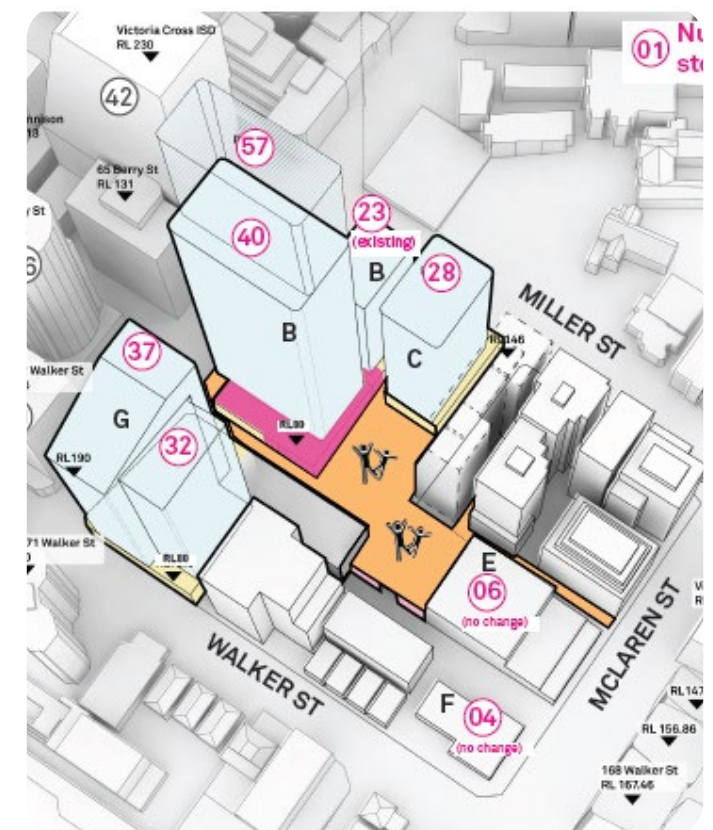 Victoria Cross ISD
RL 230
01
42
57
65 Berry St
RL 131
23
(existing)
40
B
28
B
C
MILLER ST
RL146
37
Walker St
G
32
RL190
RL80
71 Walker St
RL80
E
06
(no change)
WALKER ST
MCLAREN ST
F
04
(no change)
RL 156.86
168 Walker St
RL 167.46